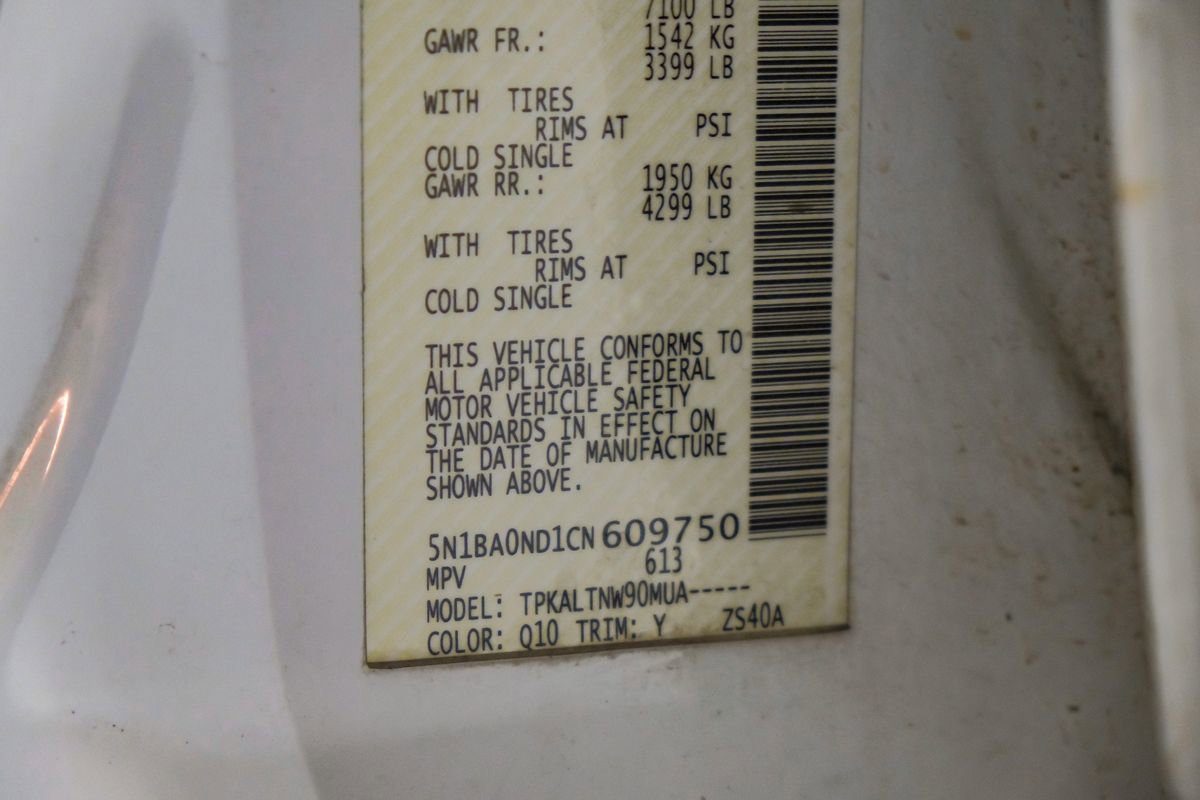 7100 LB
GAWR FR.: 1542 KG
3399 LB
WITH TIRES
RIMS AT PSI
COLD SINGLE
GAWR RR.: 1950 KG
4299 LB
WITH TIRES
RIMS AT PSI
COLD SINGLE
THIS VEHICLE CONFORMS TO
ALL APPLICABLE FEDERAL
MOTOR VEHICLE SAFETY
STANDARDS IN EFFECT ON
THE DATE OF MANUFACTURE
SHOWN ABOVE.
5N1BA0ND1CN609750
MPV 613
MODEL: TPKALTNW90MUA-----
COLOR: Q10 TRIM: Y ZS40A